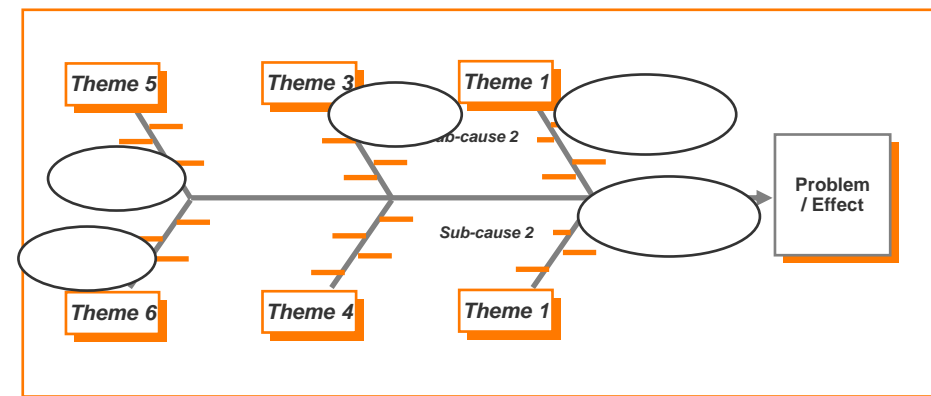 Theme 5
Theme 3
Theme 1
Sub-cause 2
Problem
/ Effect
Sub-cause 2
Theme 6
Theme 4
Theme 1